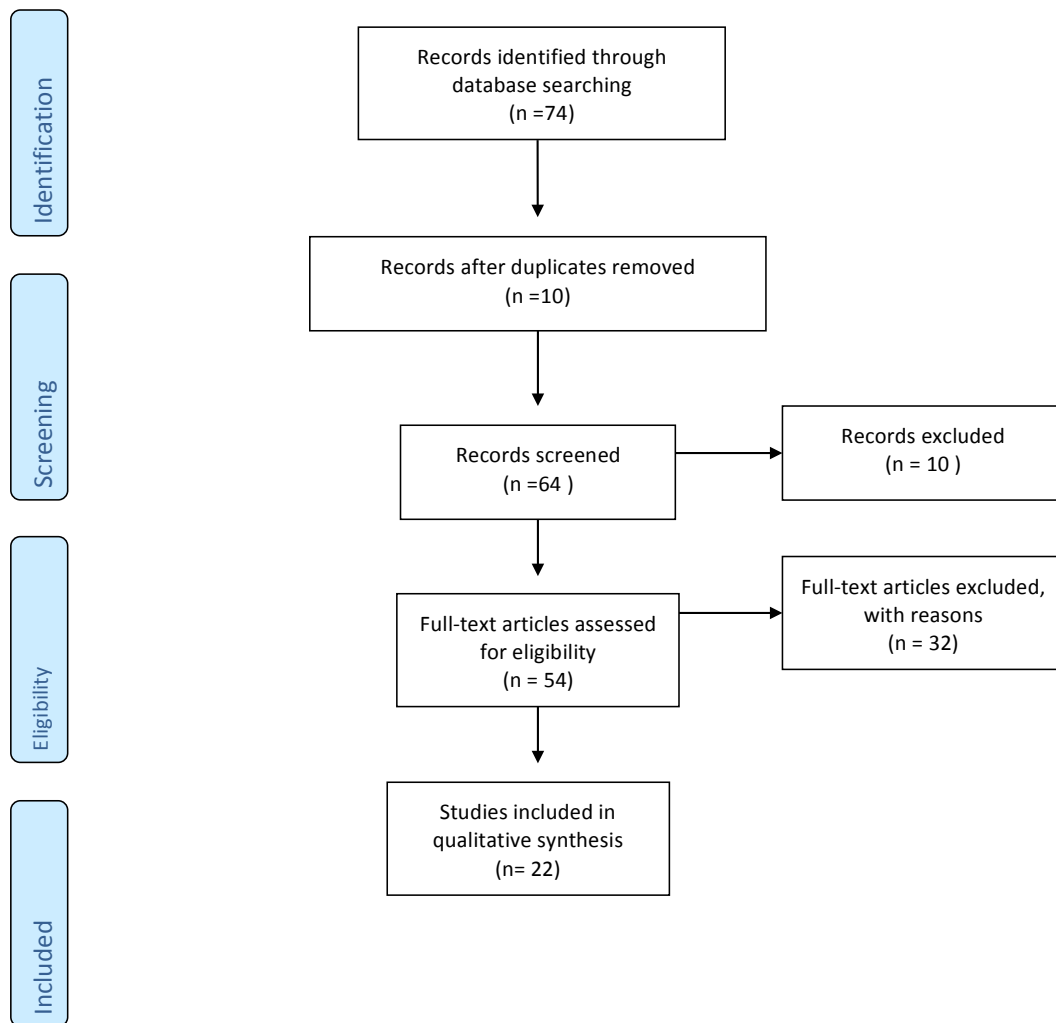 Identification
Records identified through
database searching
(n =74)
Records after duplicates removed
(n =10)
Screening
Records screened
(n =64 )
Records excluded
(n = 10 )
Eligibility
Full-text articles assessed
for eligibility
(n = 54)
Full-text articles excluded,
with reasons
(n = 32)
Included
Studies included in
qualitative synthesis
(n= 22)